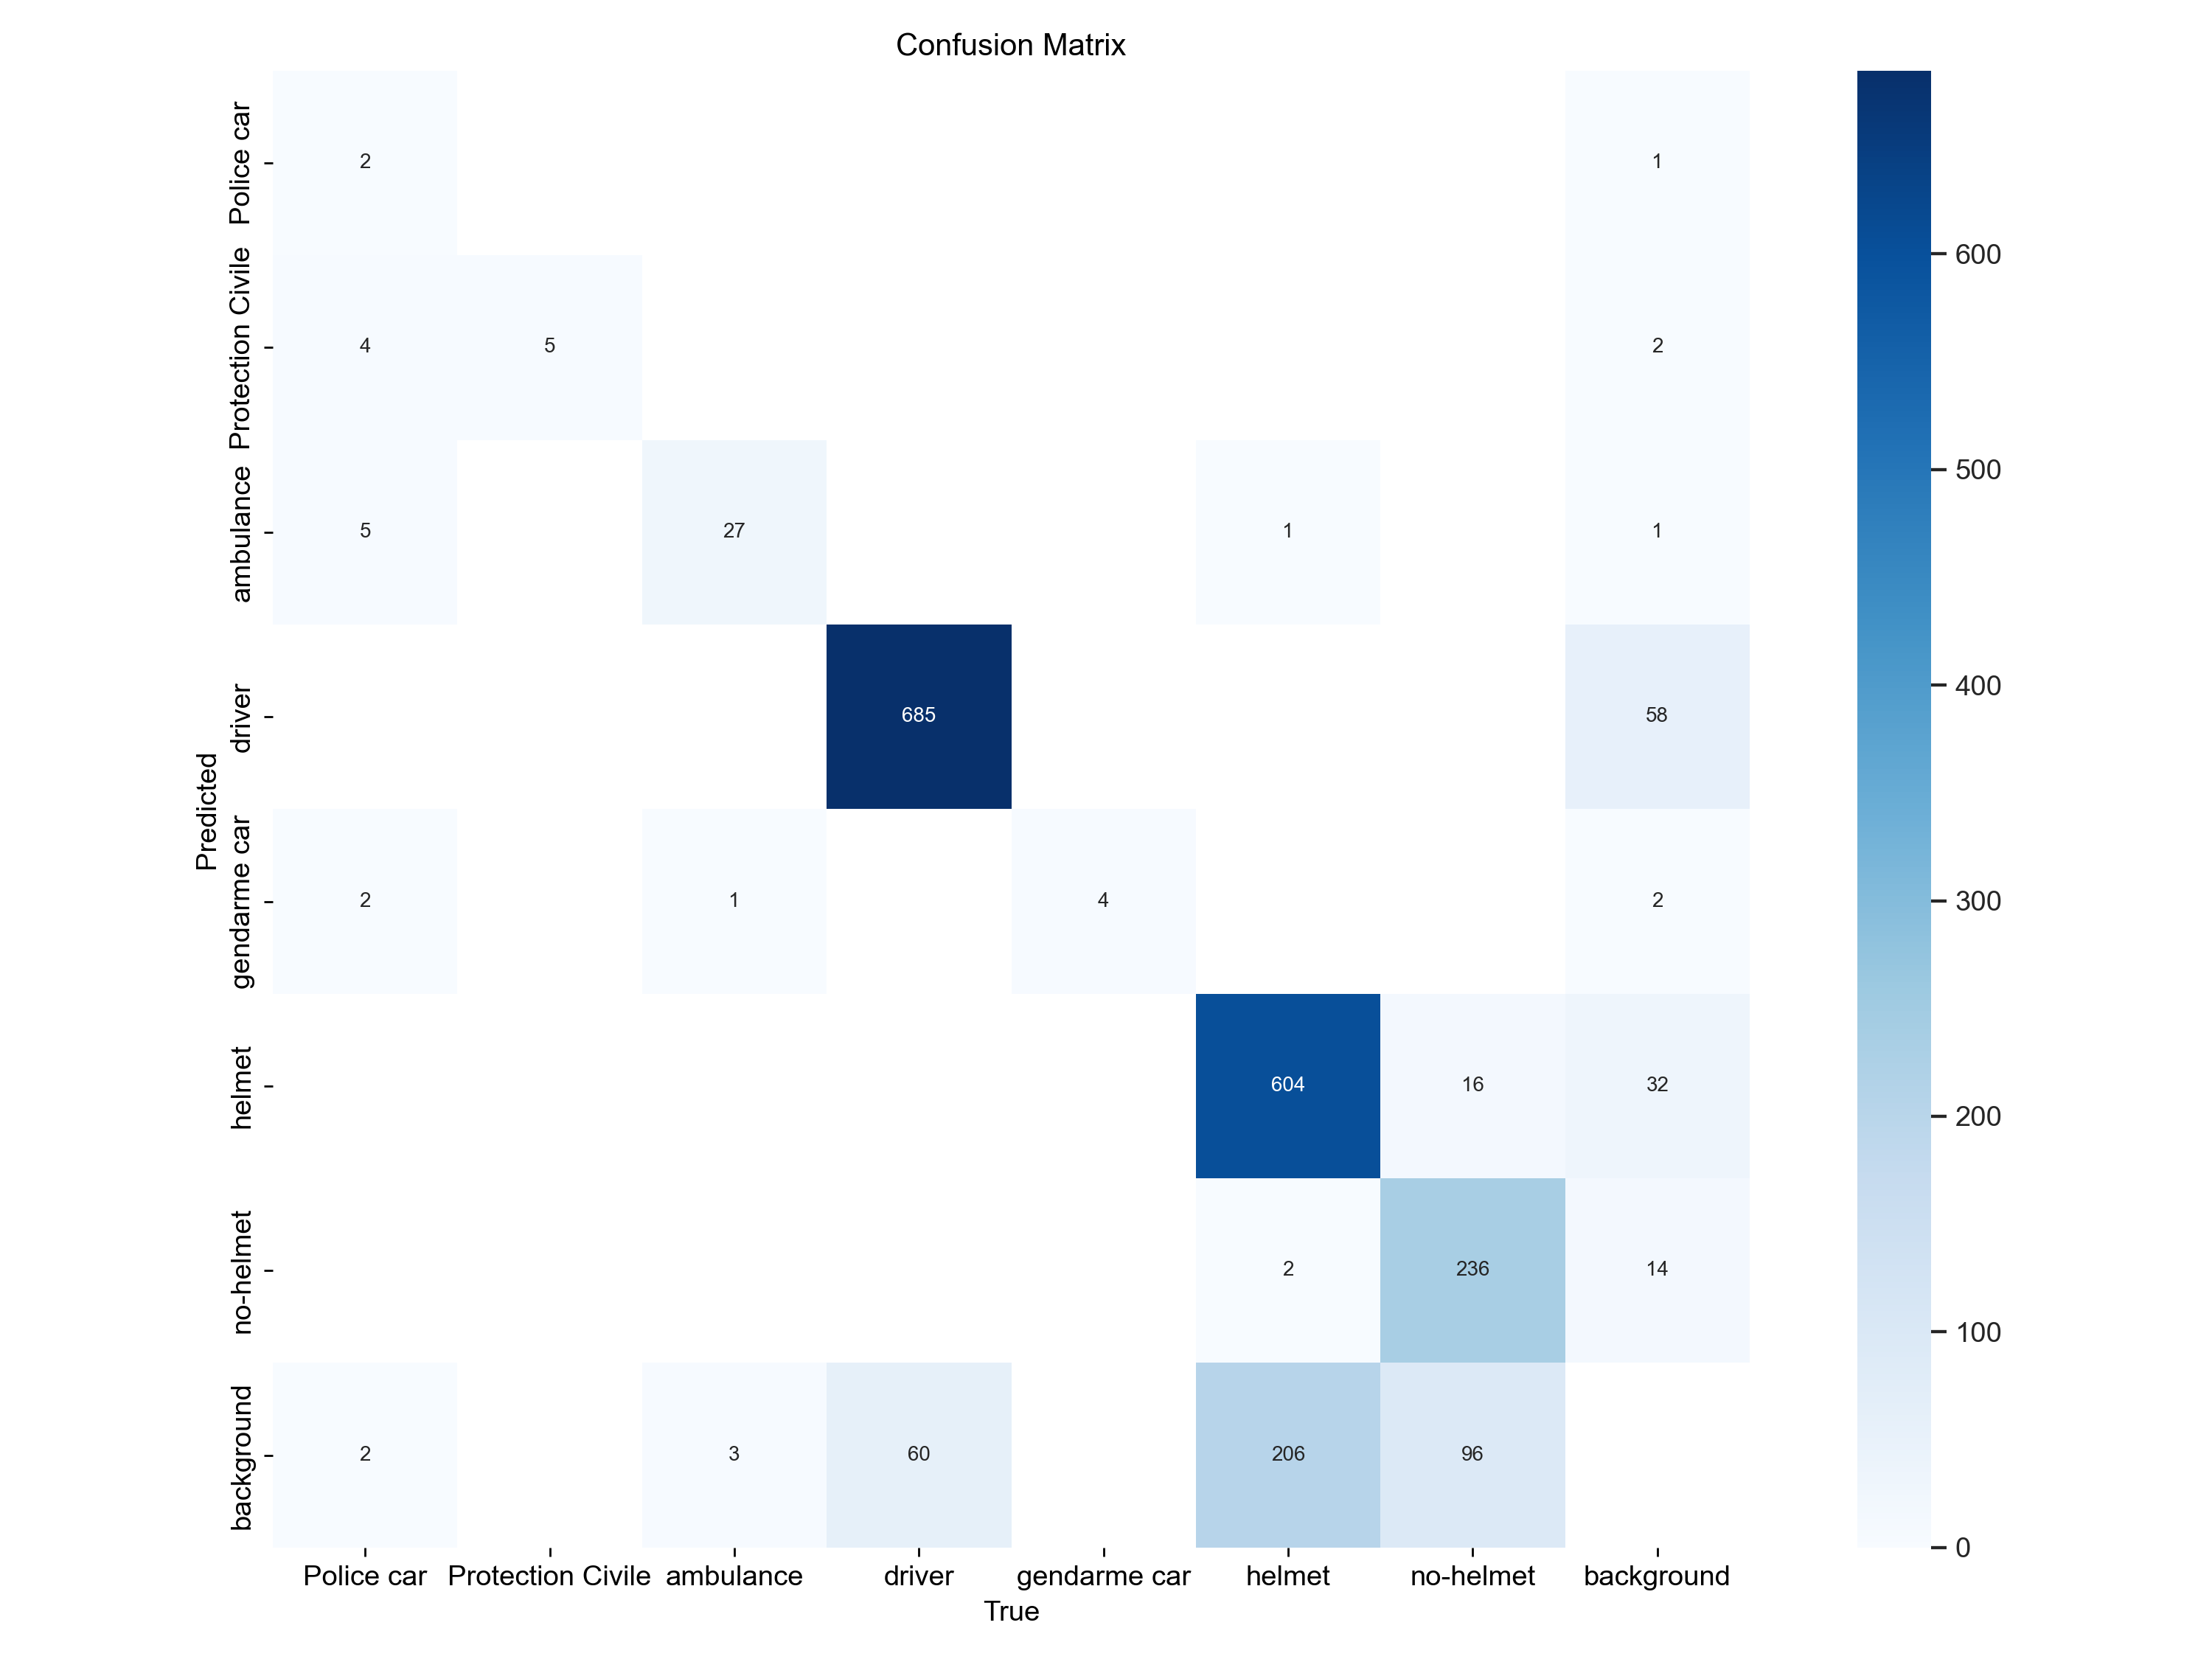 Confusion Matrix
Police car
2
1
Protection Civile
4
5
2
ambulance
5
27
1
1
driver
685
58
gendarme car
2
1
4
2
helmet
604
16
32
no-helmet
2
236
14
background
2
3
60
206
96
Predicted
Police car
Protection Civile
ambulance
driver
gendarme car
helmet
no-helmet
background
True
600
500
400
300
200
100
0